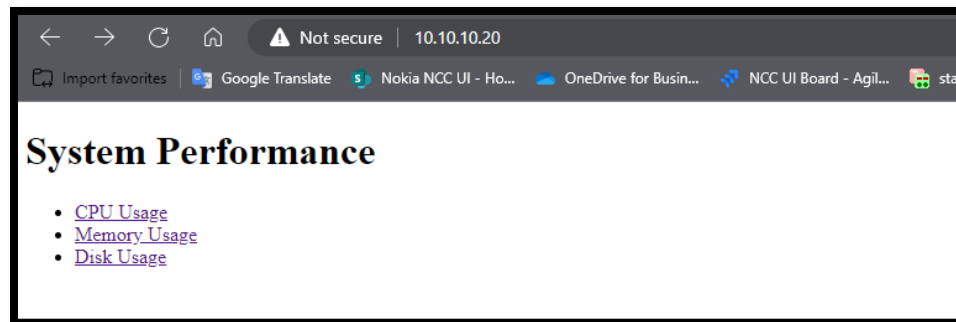 Not secure 10.10.10.20
Import favorites Google Translate Nokia NCC UI - Ho... OneDrive for Busin... NCC UI Board - Agil... sta
System Performance
CPU Usage
Memory Usage
Disk Usage